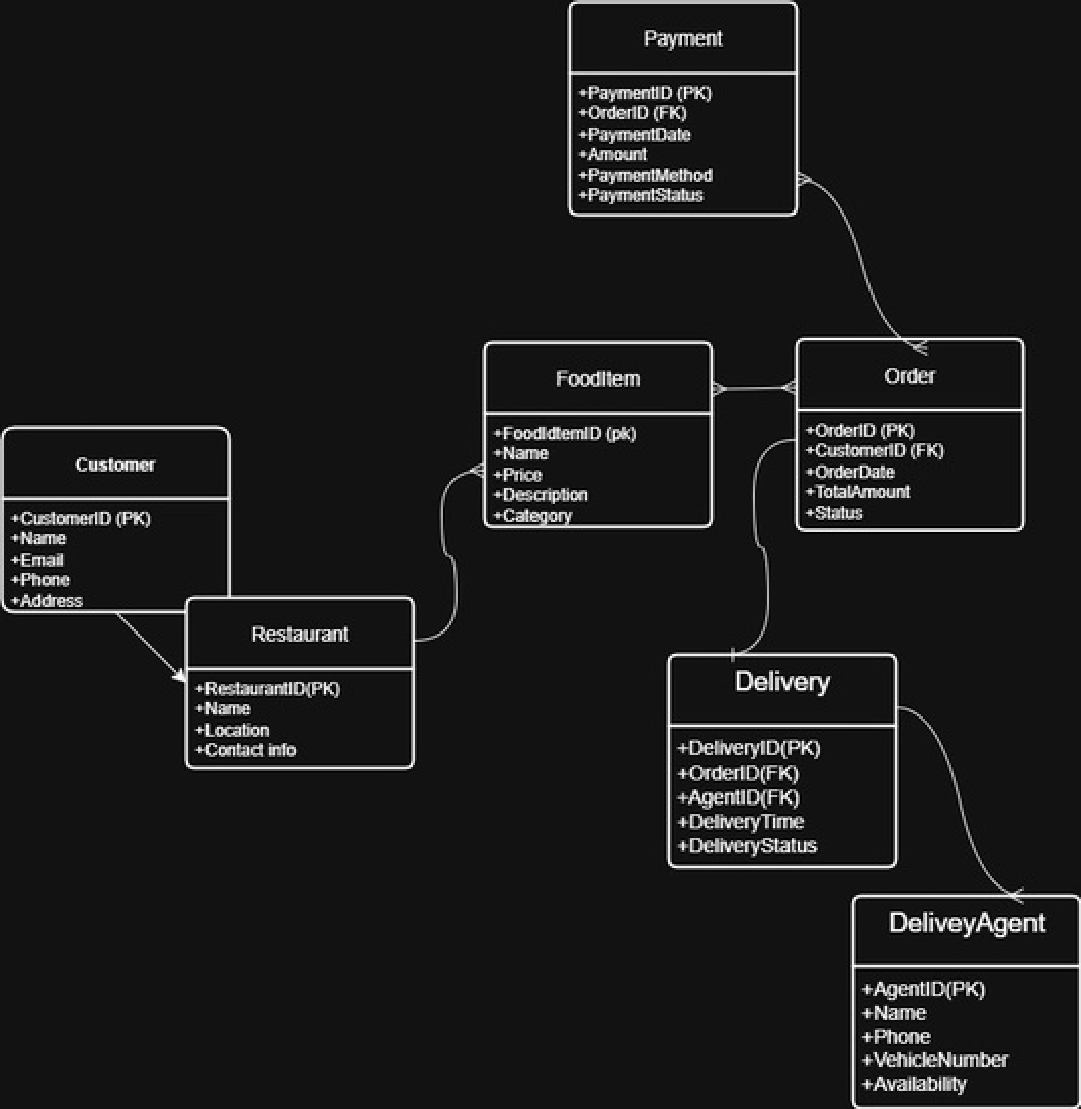 Payment
+PaymentID (PK)
+OrderID (FK)
+PaymentDate
+Amount
+PaymentMethod
+PaymentStatus
FoodItem
+FoodIdtemID (pk)
+Name
+Price
+Description
+Category
Order
+OrderID (PK)
+CustomerID (FK)
+OrderDate
+TotalAmount
+Status
Customer
+CustomerID (PK)
+Name
+Email
+Phone
+Address
Restaurant
+RestaurantID(PK)
+Name
+Location
+Contact info
Delivery
+DeliveryID(PK)
+OrderID(FK)
+AgentID(FK)
+DeliveryTime
+DeliveryStatus
DeliveyAgent
+AgentID(PK)
+Name
+Phone
+VehicleNumber
+Availability